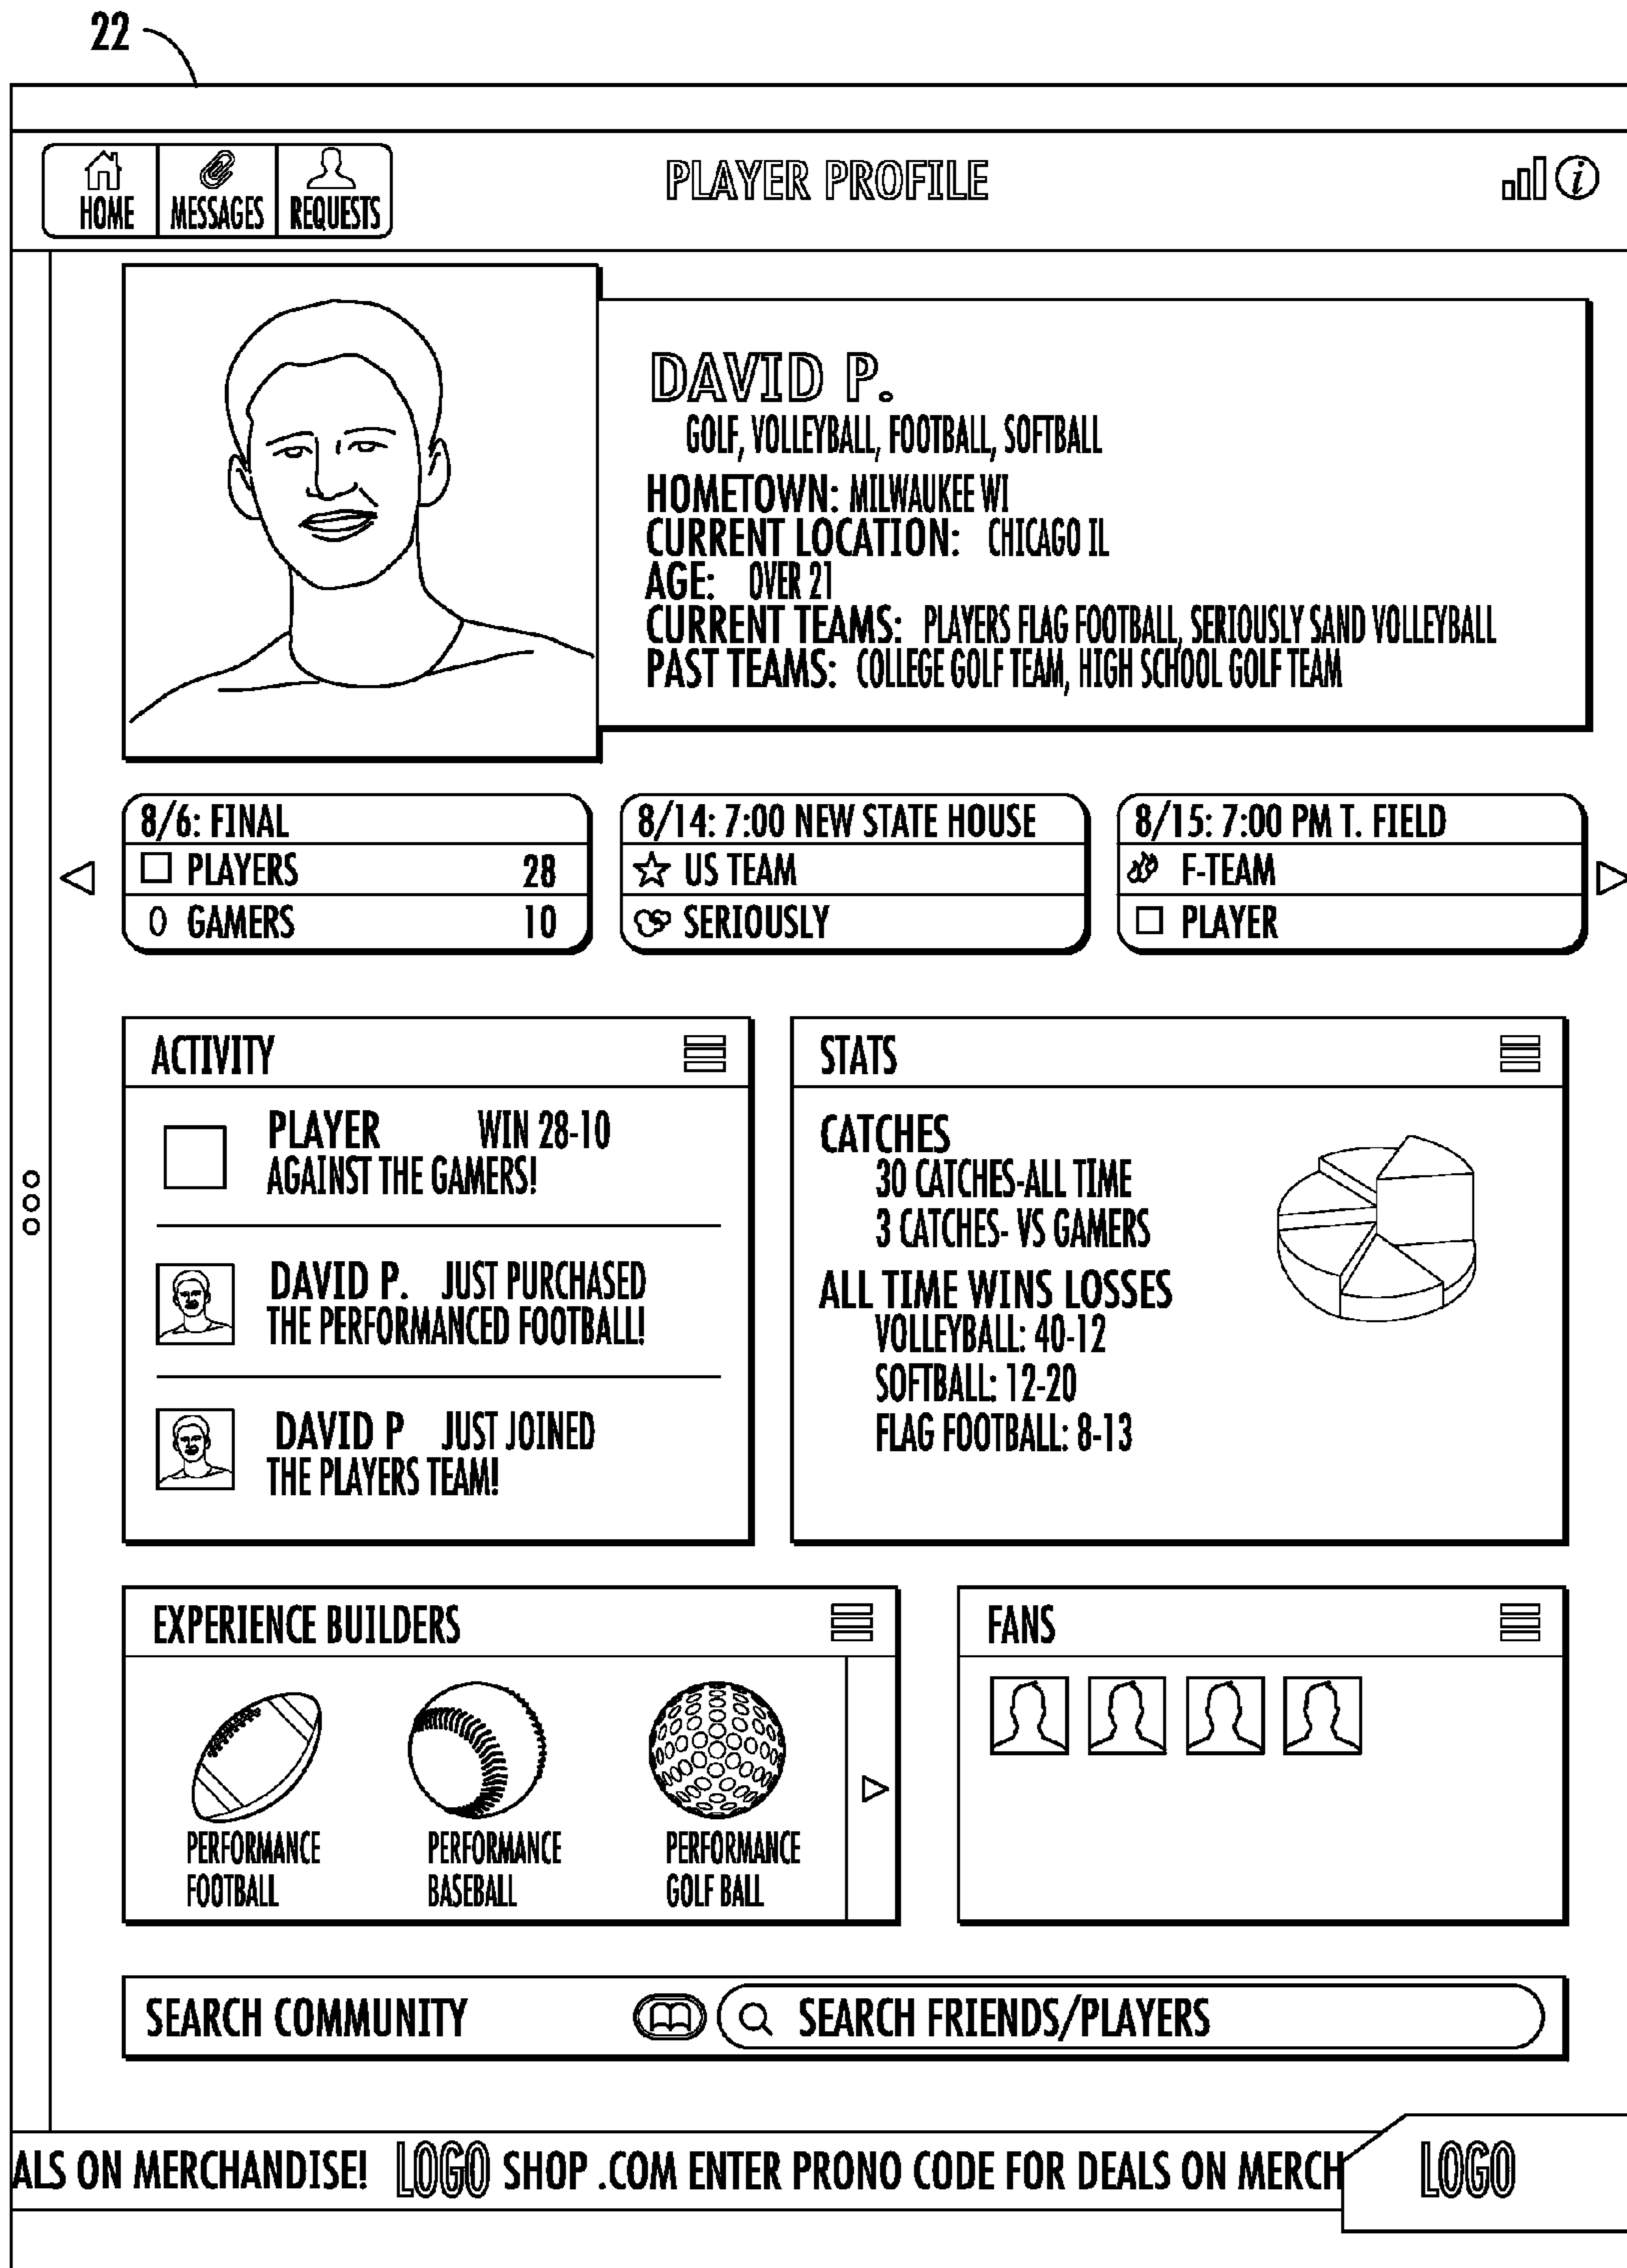 22
HOME
MESSAGES
REQUESTS
PLAYER PROFILE
i
DAVID P.
GOLF, VOLLEYBALL, FOOTBALL, SOFTBALL
HOMETOWN: MILWAUKEE WI
CURRENT LOCATION: CHICAGO IL
AGE: OVER 21
CURRENT TEAMS: PLAYERS FLAG FOOTBALL, SERIOUSLY SAND VOLLEYBALL
PAST TEAMS: COLLEGE GOLF TEAM, HIGH SCHOOL GOLF TEAM
8/6: FINAL
PLAYERS 28
GAMERS 10
8/14: 7:00 NEW STATE HOUSE
US TEAM
SERIOUSLY
8/15: 7:00 PM T. FIELD
F-TEAM
PLAYER
ACTIVITY
PLAYER WIN 28-10
AGAINST THE GAMERS!
DAVID P. JUST PURCHASED
THE PERFORMANCED FOOTBALL!
DAVID P JUST JOINED
THE PLAYERS TEAM!
STATS
CATCHES
30 CATCHES-ALL TIME
3 CATCHES- VS GAMERS
ALL TIME WINS LOSSES
VOLLEYBALL: 40-12
SOFTBALL: 12-20
FLAG FOOTBALL: 8-13
EXPERIENCE BUILDERS
PERFORMANCE
FOOTBALL
PERFORMANCE
BASEBALL
PERFORMANCE
GOLF BALL
FANS
SEARCH COMMUNITY
SEARCH FRIENDS/PLAYERS
ALS ON MERCHANDISE! LOGO SHOP .COM ENTER PRONO CODE FOR DEALS ON MERCH
LOGO